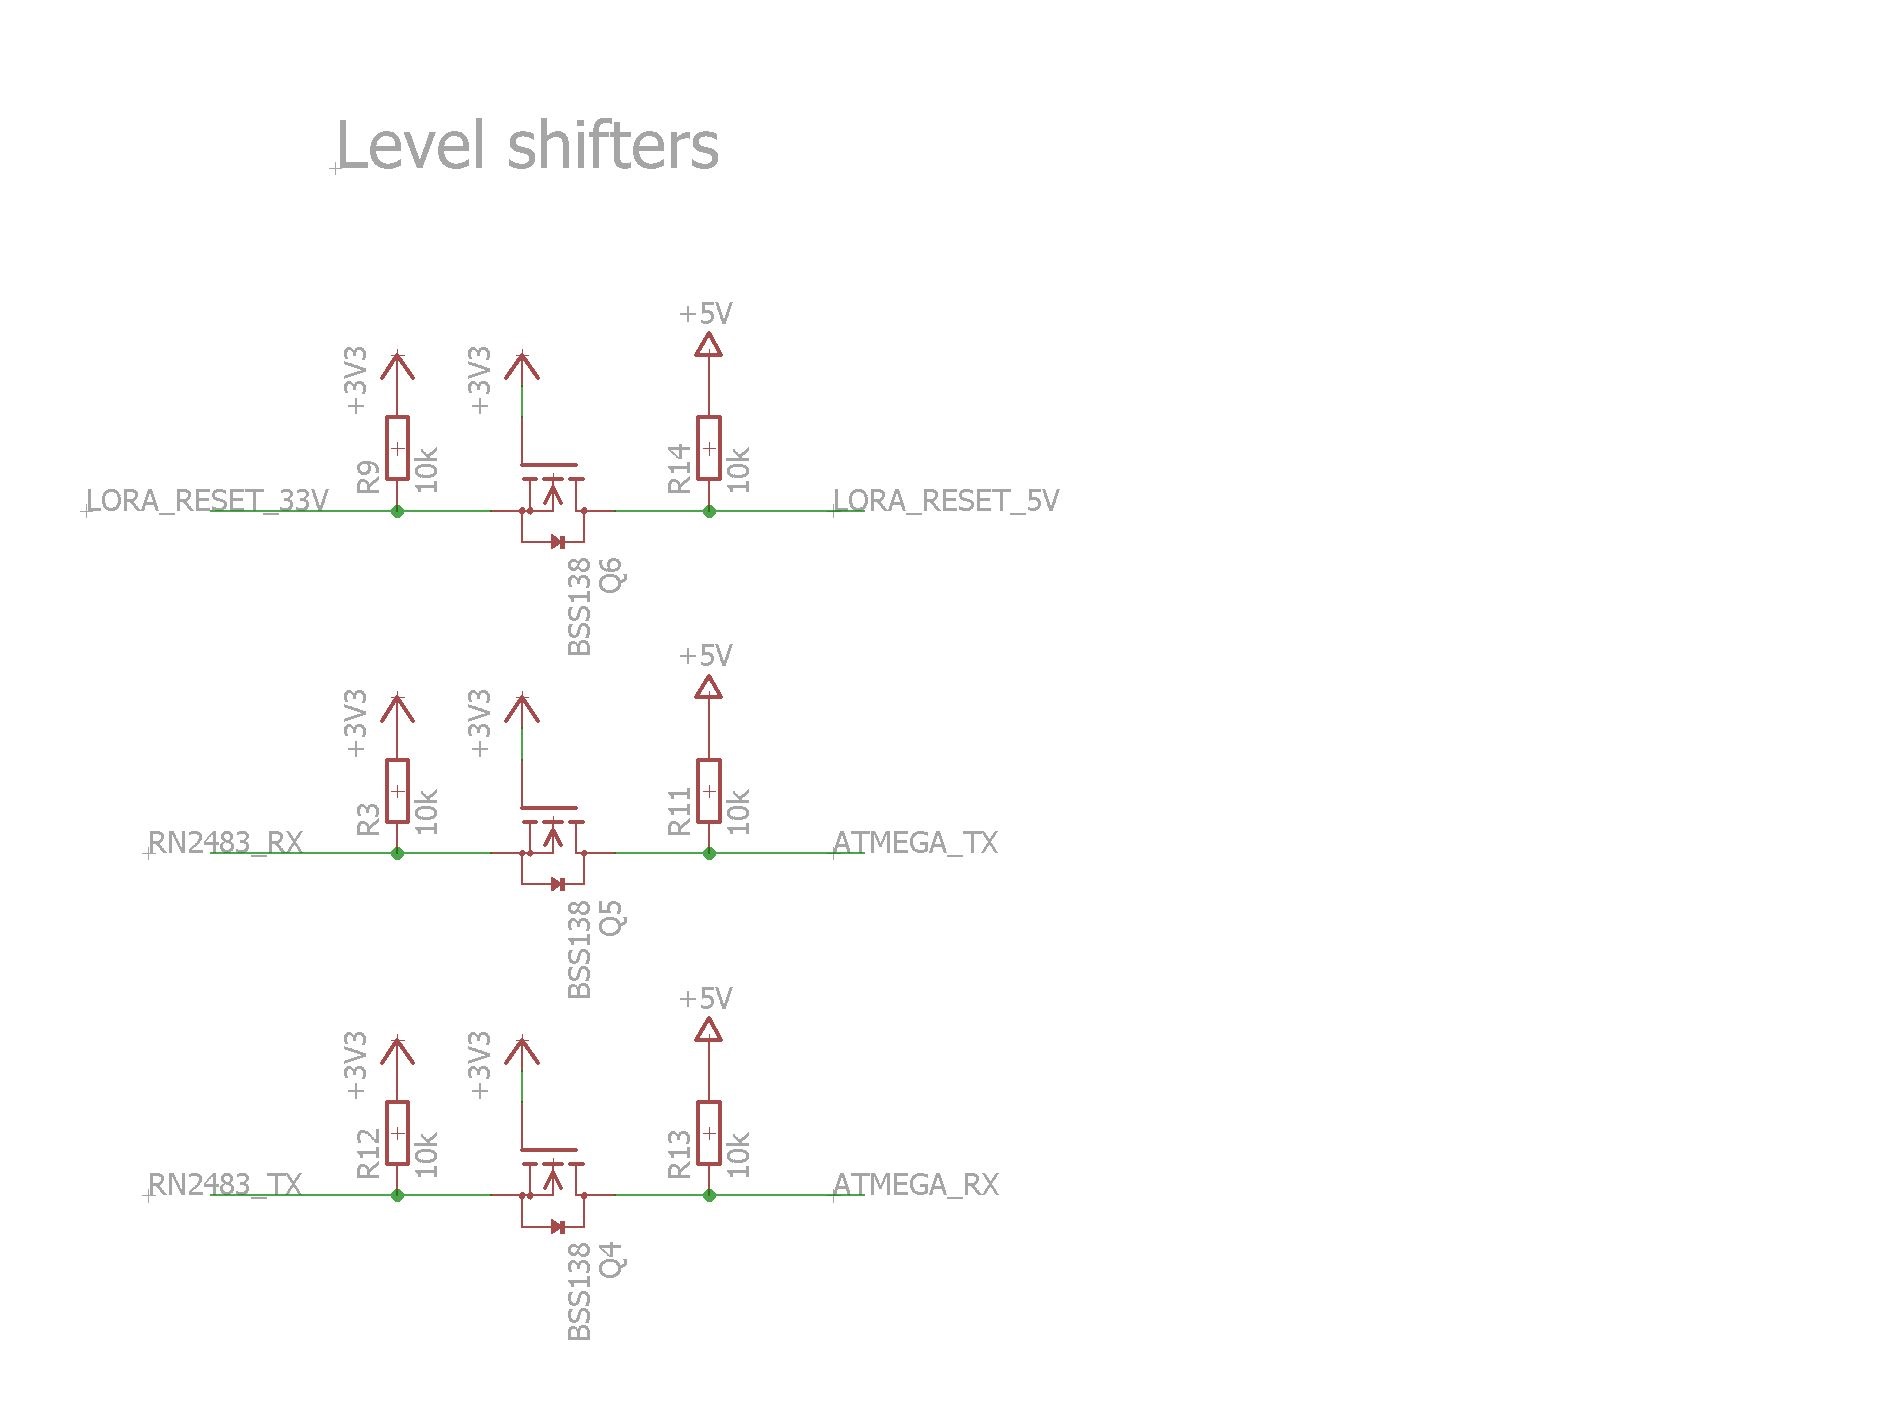 Level shifters
+5V
+3V3
+3V3
R9
10k
R14
10k
LORA_RESET_33V
LORA_RESET_5V
BSS138
Q6
+5V
+3V3
+3V3
R3
10k
R11
10k
RN2483_RX
ATMEGA_TX
BSS138
Q5
+5V
+3V3
+3V3
R12
10k
R13
10k
RN2483_TX
ATMEGA_RX
BSS138
Q4